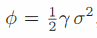 ϕ = ½γσ².